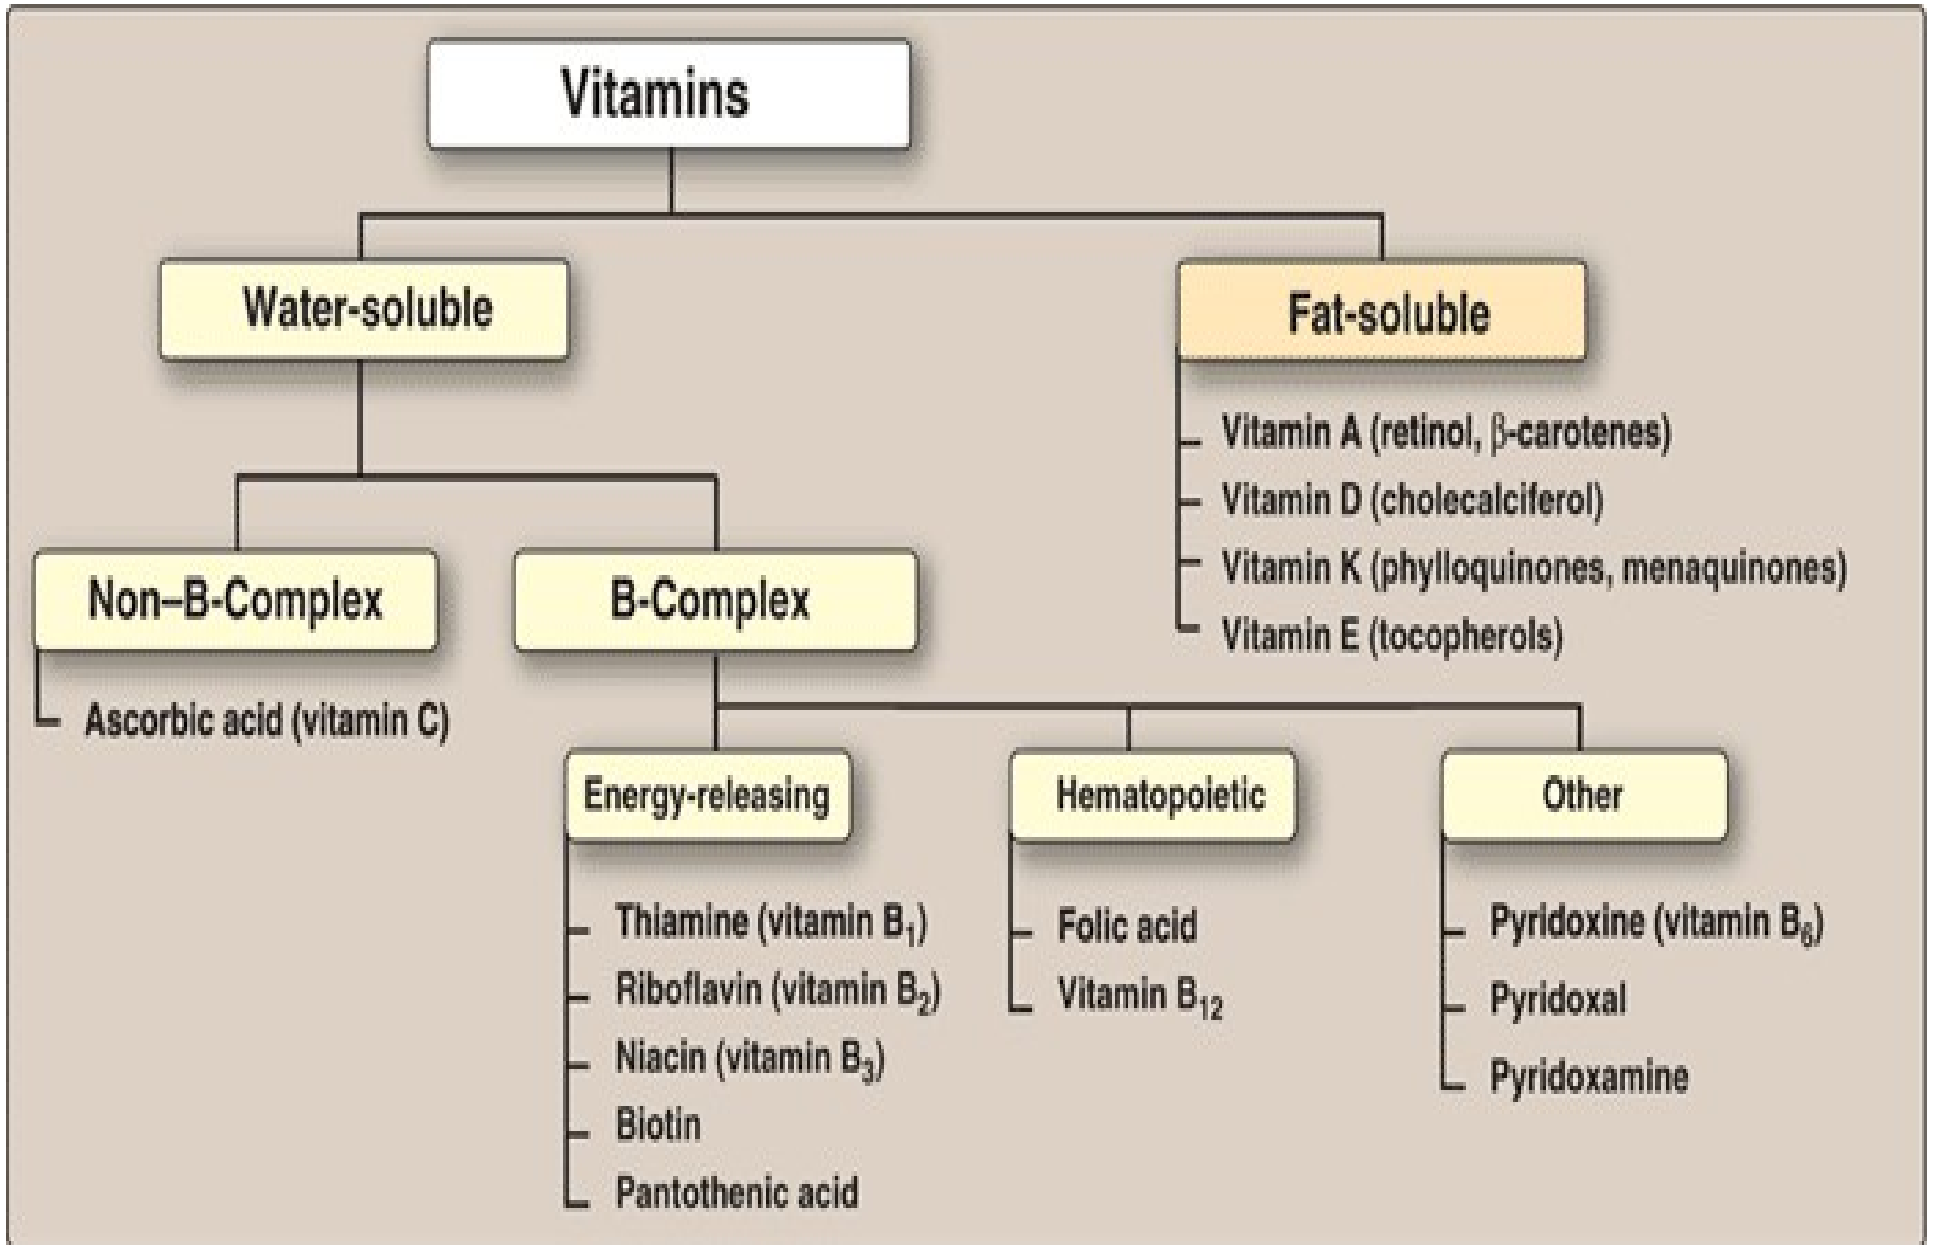 Vitamins
Water-soluble
Fat-soluble
Vitamin A (retinol, β-carotenes)
Vitamin D (cholecalciferol)
Vitamin K (phylloquinones, menaquinones)
Vitamin E (tocopherols)
Non–B-Complex
B-Complex
Ascorbic acid (vitamin C)
Energy-releasing
Hematopoietic
Other
Thiamine (vitamin B₁)
Riboflavin (vitamin B₂)
Niacin (vitamin B₃)
Biotin
Pantothenic acid
Folic acid
Vitamin B₁₂
Pyridoxine (vitamin B₆)
Pyridoxal
Pyridoxamine